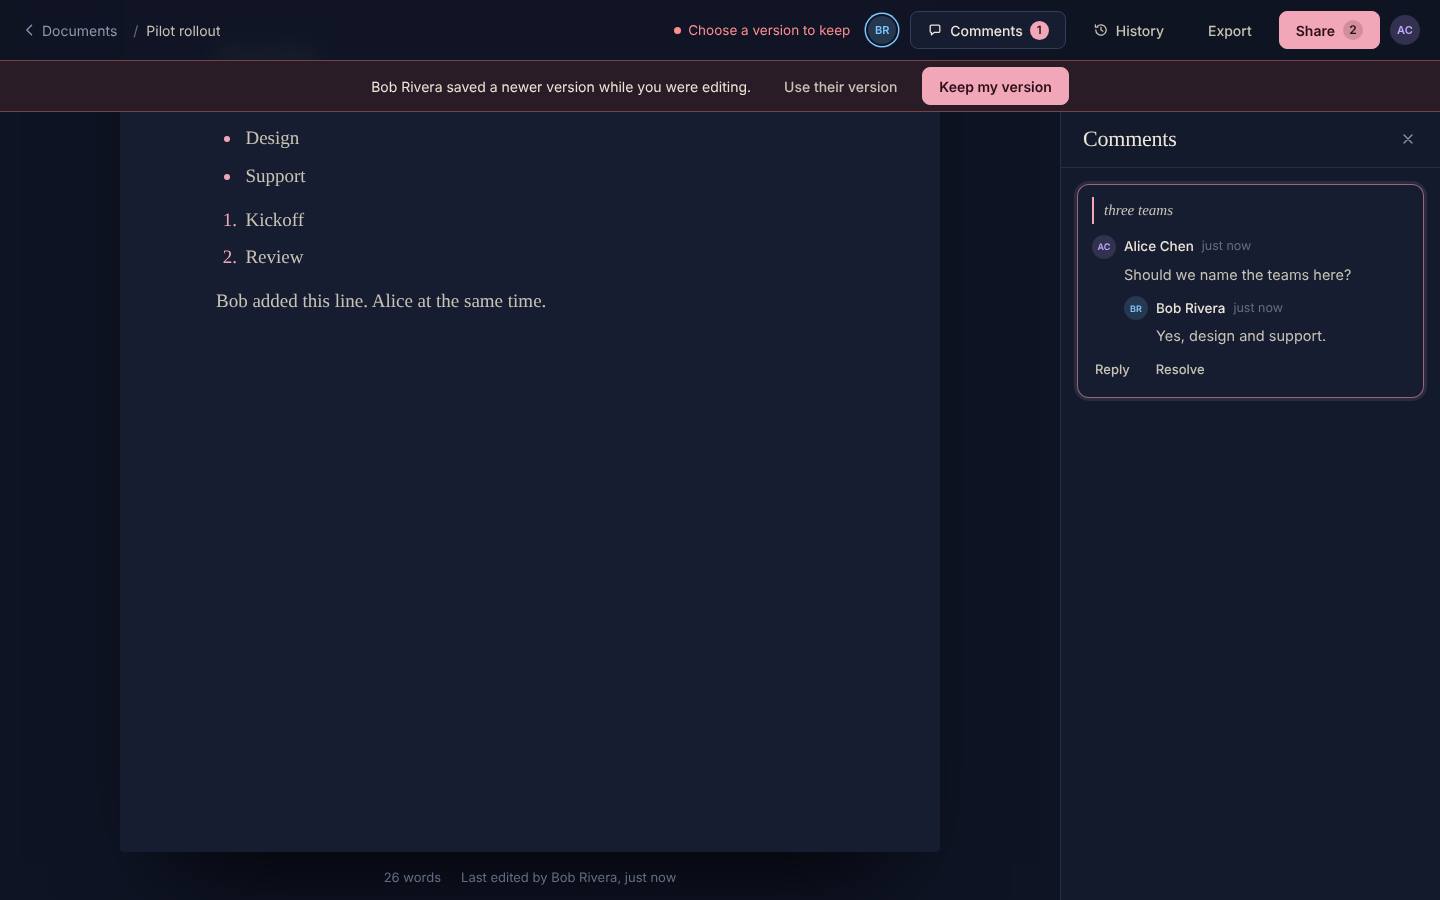 Documents / Pilot rollout
Choose a version to keep
BR
Comments 1
History
Export
Share 2
AC
Bob Rivera saved a newer version while you were editing.
Use their version
Keep my version
Design
Support
1. Kickoff
2. Review
Bob added this line. Alice at the same time.
26 words
Last edited by Bob Rivera, just now
Comments
three teams
AC Alice Chen just now
Should we name the teams here?
BR Bob Rivera just now
Yes, design and support.
Reply Resolve